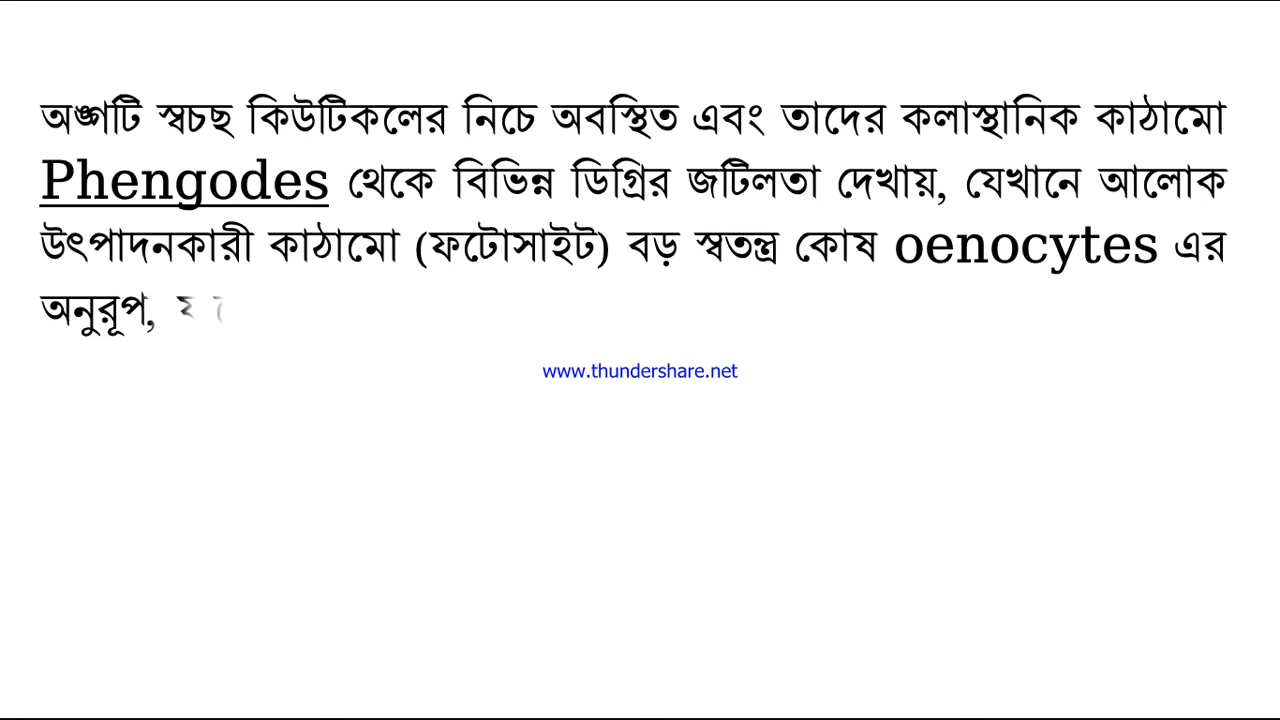 অঙ্গটি স্বচছ কিউটিকলের নিচে অবস্থিত এবং তাদের কলাস্থানিক কাঠামো
Phengodes থেকে বিভিন্ন ডিগ্রির জটিলতা দেখায়, যেখানে আলোক
উৎপাদনকারী কাঠামো (ফটোসাইট) বড় স্বতন্ত্র কোষ oenocytes এর
অনুরূপ,
www.thundershare.net